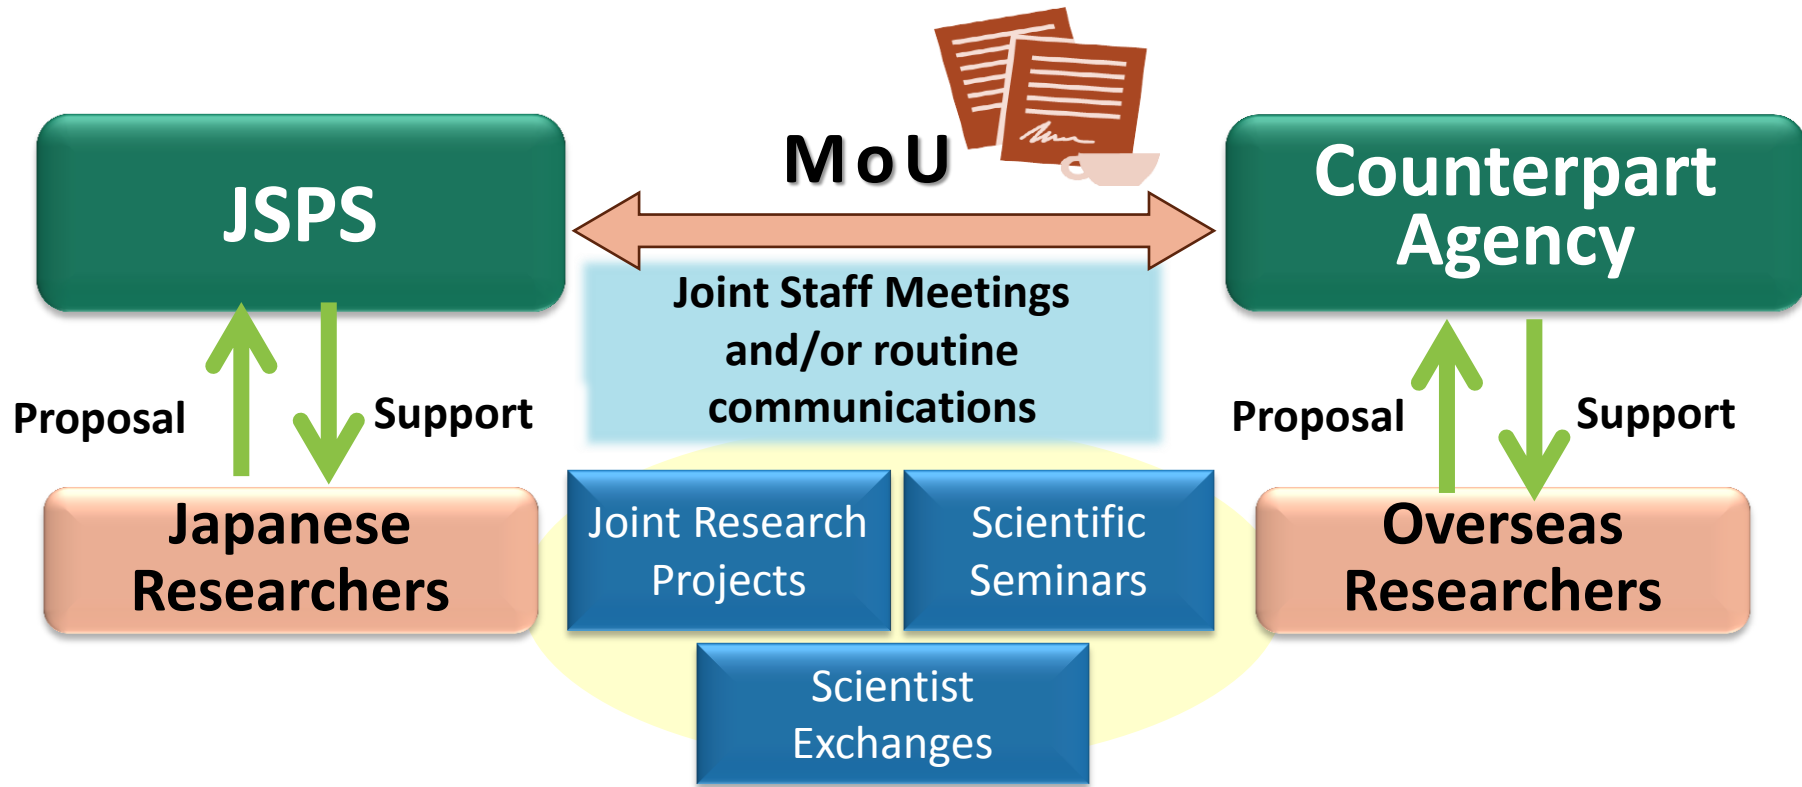 MoU
JSPS
Counterpart
Agency
Joint Staff Meetings
and/or routine
communications
Proposal
Support
Proposal
Support
Japanese
Researchers
Joint Research
Projects
Scientific
Seminars
Overseas
Researchers
Scientist
Exchanges